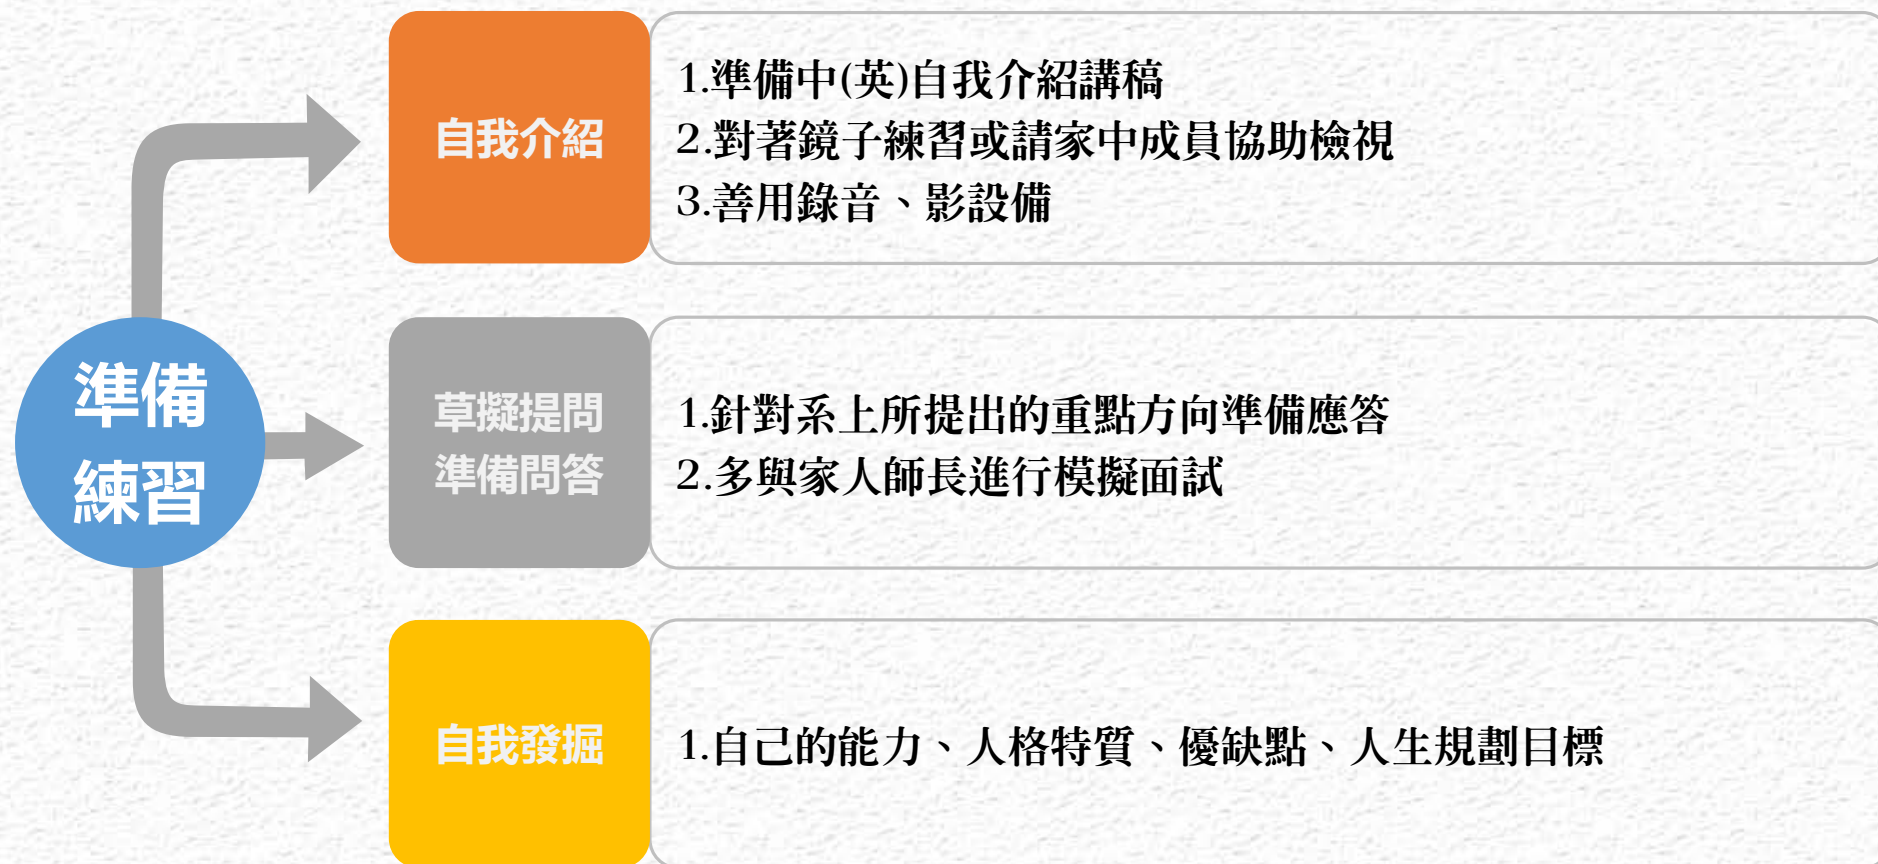 準備
練習
自我介紹
1.準備中(英)自我介紹講稿
2.對著鏡子練習或請家中成員協助檢視
3.善用錄音、影設備
草擬提問
準備問答
1.針對系上所提出的重點方向準備應答
2.多與家人師長進行模擬面試
自我發掘
1.自己的能力、人格特質、優缺點、人生規劃目標